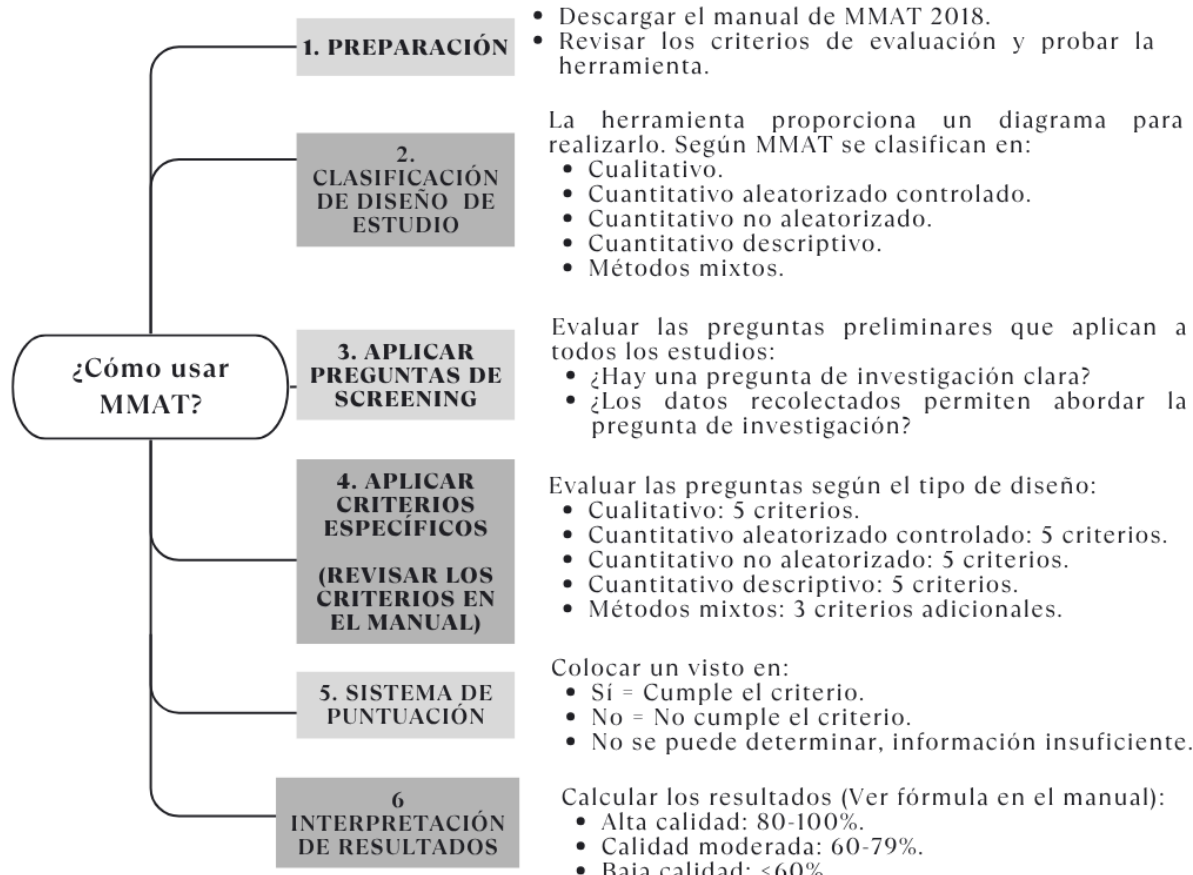 ¿Cómo usar
MMAT?
1. PREPARACIÓN
• Descargar el manual de MMAT 2018.
• Revisar los criterios de evaluación y probar la
herramienta.
2.
CLASIFICACIÓN
DE DISEÑO DE
ESTUDIO
La herramienta proporciona un diagrama para
realizarlo. Según MMAT se clasifican en:
• Cualitativo.
• Cuantitativo aleatorizado controlado.
• Cuantitativo no aleatorizado.
• Cuantitativo descriptivo.
• Métodos mixtos.
3. APLICAR
PREGUNTAS DE
SCREENING
Evaluar las preguntas preliminares que aplican a
todos los estudios:
• ¿Hay una pregunta de investigación clara?
• ¿Los datos recolectados permiten abordar la
pregunta de investigación?
4. APLICAR
CRITERIOS
ESPECÍFICOS
(REVISAR LOS
CRITERIOS EN
EL MANUAL)
Evaluar las preguntas según el tipo de diseño:
• Cualitativo: 5 criterios.
• Cuantitativo aleatorizado controlado: 5 criterios.
• Cuantitativo no aleatorizado: 5 criterios.
• Cuantitativo descriptivo: 5 criterios.
• Métodos mixtos: 3 criterios adicionales.
5. SISTEMA DE
PUNTUACIÓN
Colocar un visto en:
• Sí = Cumple el criterio.
• No = No cumple el criterio.
• No se puede determinar, información insuficiente.
6
INTERPRETACIÓN
DE RESULTADOS
Calcular los resultados (Ver fórmula en el manual):
• Alta calidad: 80-100%.
• Calidad moderada: 60-79%.
• Baja calidad: <60%